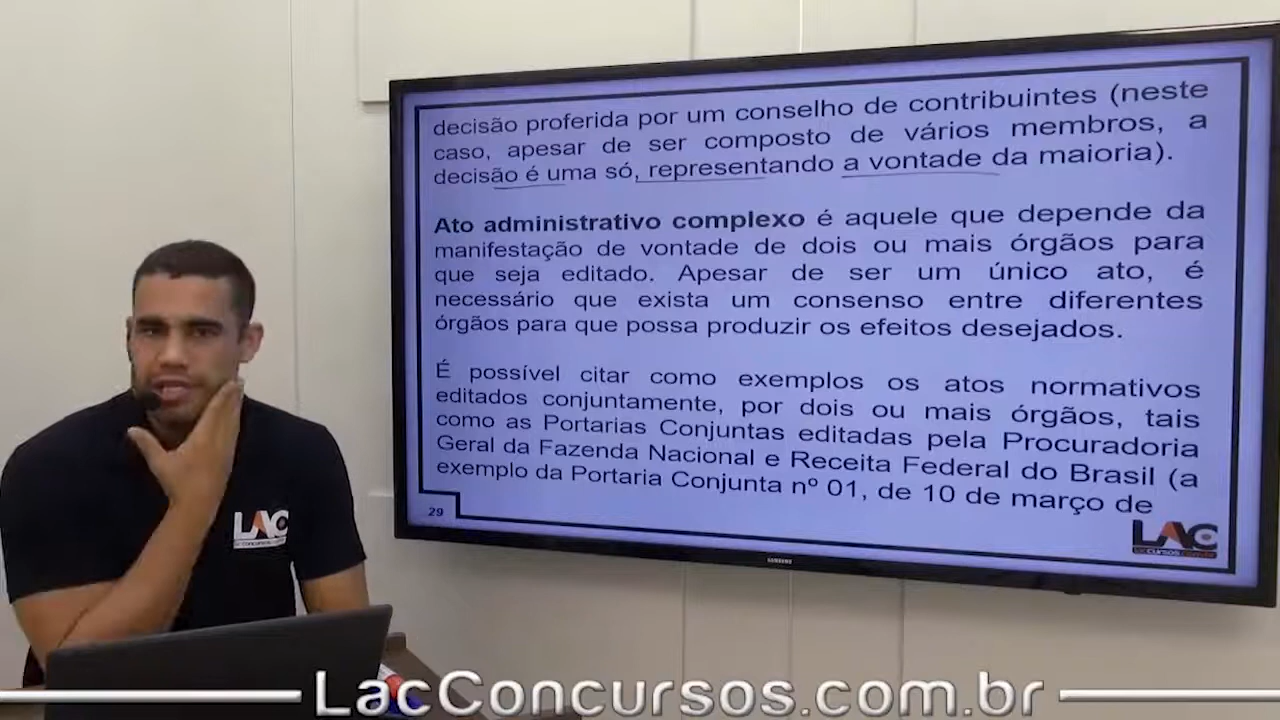 decisão proferida por um conselho de contribuintes (neste
caso, apesar de ser composto de vários membros, a
decisão é uma só, representando a vontade da maioria).
Ato administrativo complexo é aquele que depende da
manifestação de vontade de dois ou mais órgãos para
que seja editado. Apesar de ser um único ato, é
necessário que exista um consenso entre diferentes
órgãos para que possa produzir os efeitos desejados.
É possível citar como exemplos os atos normativos
editados conjuntamente, por dois ou mais órgãos, tais
como as Portarias Conjuntas editadas pela Procuradoria
Geral da Fazenda Nacional e Receita Federal do Brasil (a
exemplo da Portaria Conjunta nº 01, de 10 de março de
29
LAC
LACCURSOS.COM.BR
SAMSUNG
LAC
LacConcursos.com.br